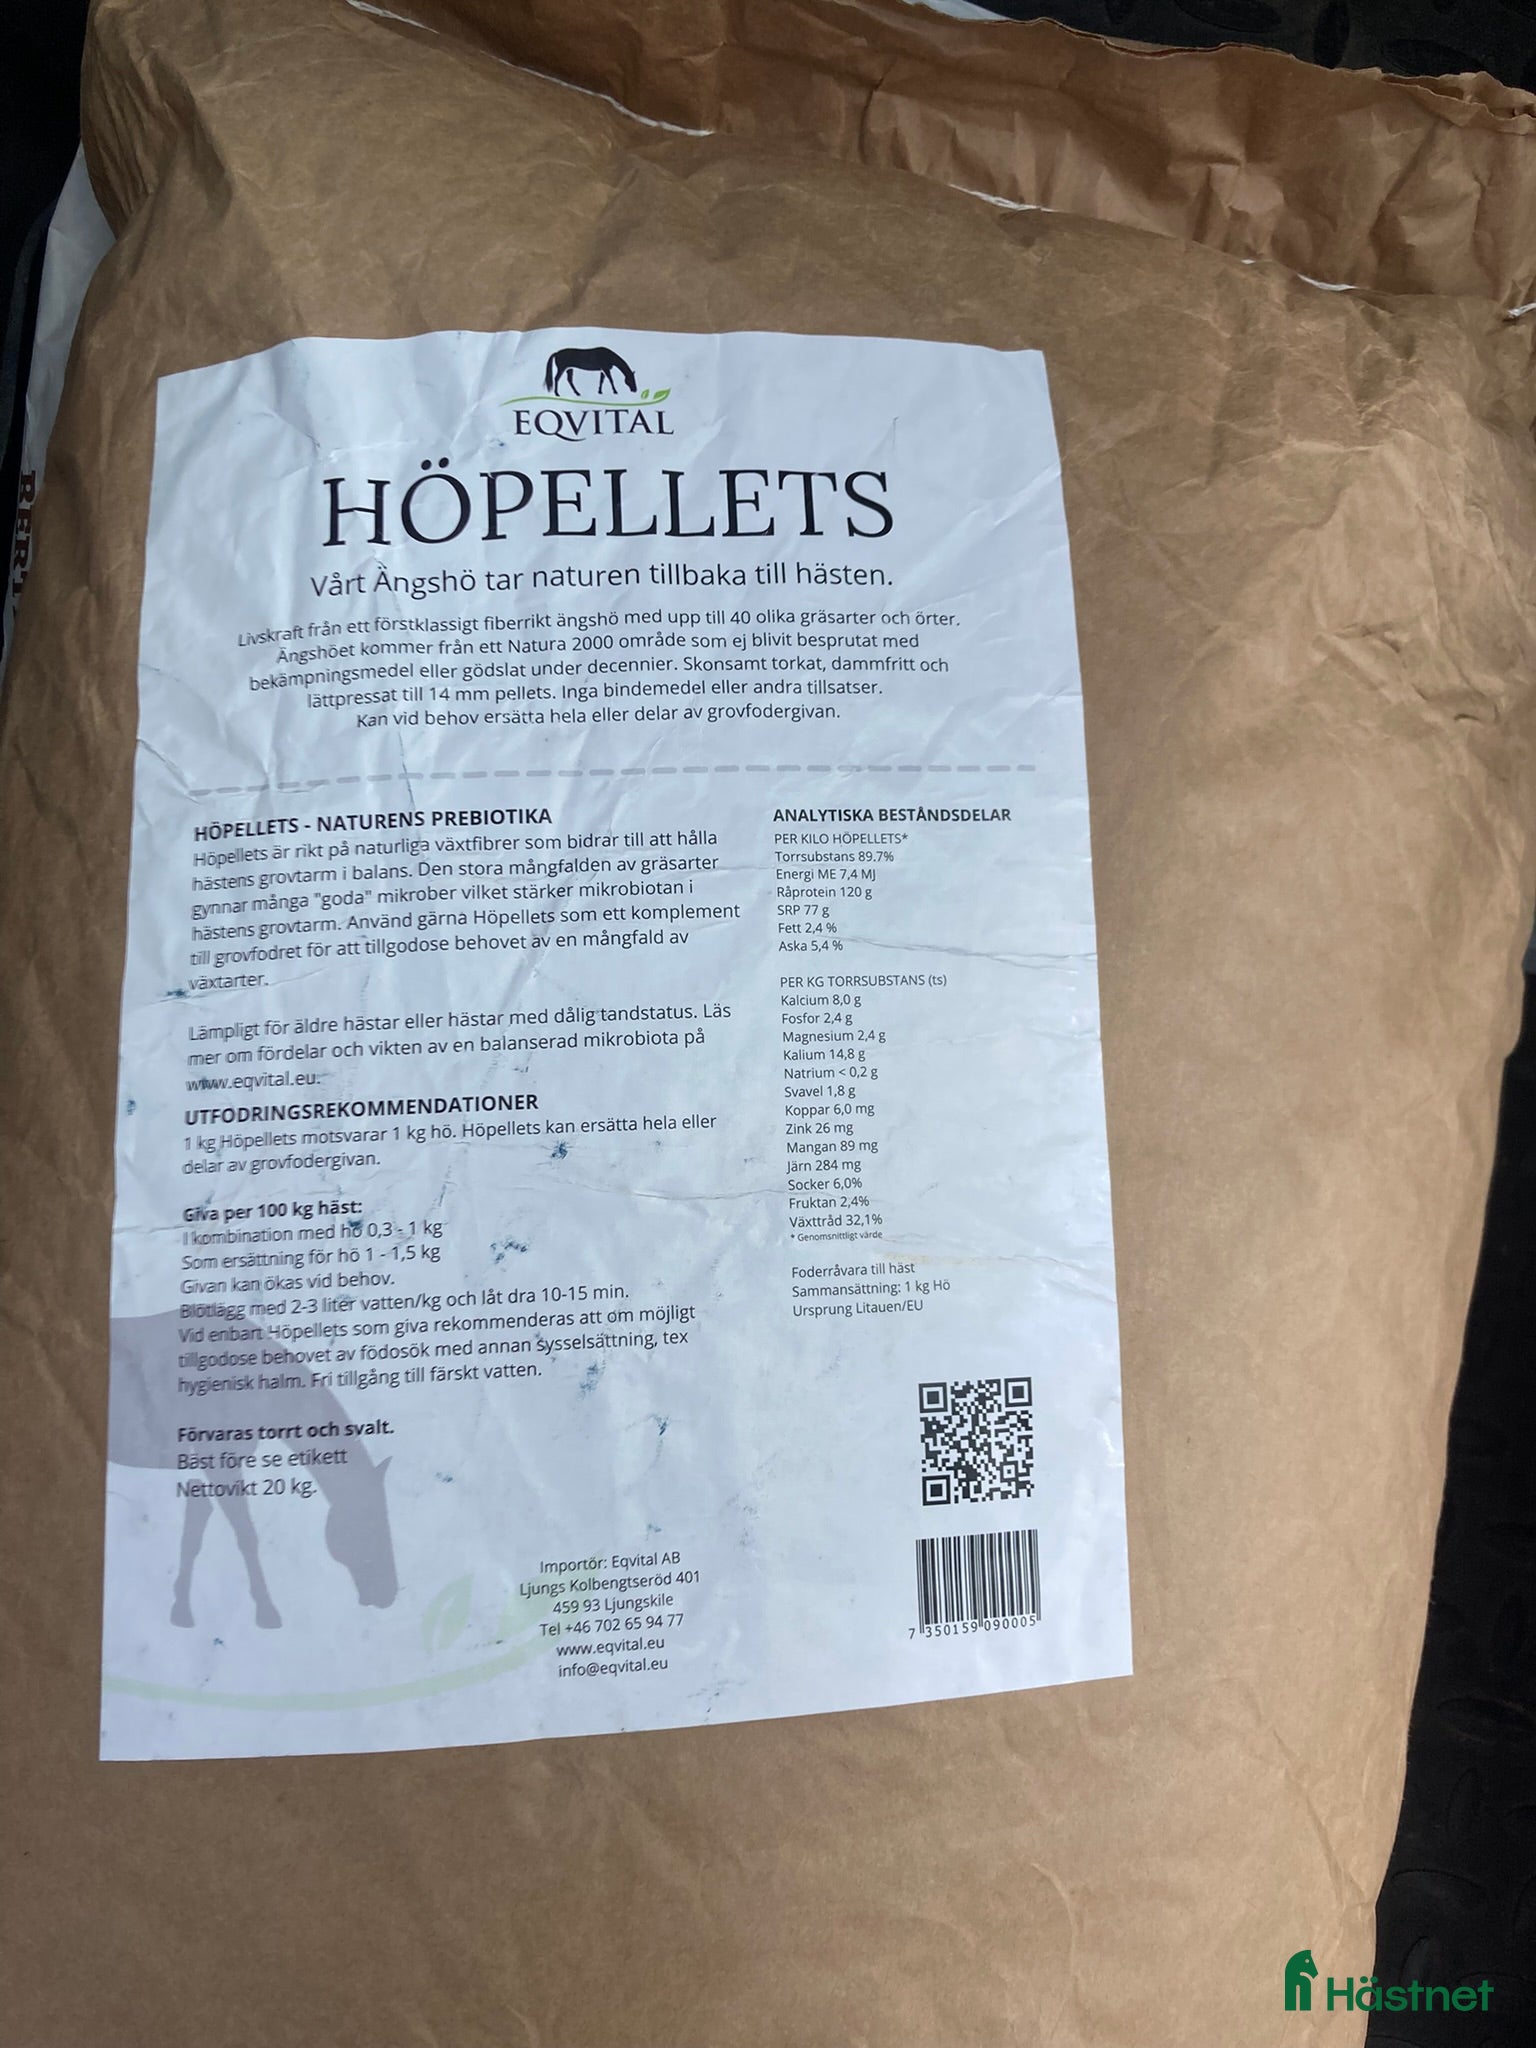 EQVITAL
HÖPELLETS
Vårt Ängshö tar naturen tillbaka till hästen.
Livskraft från ett förstklassigt fiberrikt ängshö med upp till 40 olika gräsarter och örter.
Ängshöet kommer från ett Natura 2000 område som ej blivit besprutat med
bekämpningsmedel eller gödslat under decennier. Skonsamt torkat, dammfritt och
lättpressat till 14 mm pellets. Inga bindemedel eller andra tillsatser.
Kan vid behov ersätta hela eller delar av grovfodergivan.
HÖPELLETS - NATURENS PREBIOTIKA
Höpellets är rikt på naturliga växtfibrer som bidrar till att hålla
hästens grovtarm i balans. Den stora mångfalden av gräsarter
gynnar många "goda" mikrober vilket stärker mikrobiotan i
hästens grovtarm. Använd gärna Höpellets som ett komplement
till grovfodret för att tillgodose behovet av en mångfald av
växtarter.
Lämpligt för äldre hästar eller hästar med dålig tandstatus. Läs
mer om fördelar och vikten av en balanserad mikrobiota på
www.eqvital.eu.
UTFODRINGSREKOMMENDATIONER
1 kg Höpellets motsvarar 1 kg hö. Höpellets kan ersätta hela eller
delar av grovfodergivan.
Giva per 100 kg häst:
I kombination med hö 0,3 - 1 kg
Som ersättning för hö 1 - 1,5 kg
Givan kan ökas vid behov.
Blötlägg med 2-3 liter vatten/kg och låt dra 10-15 min.
Vid enbart Höpellets som giva rekommenderas att om möjligt
tillgodose behovet av födosök med annan sysselsättning, tex
hygienisk halm. Fri tillgång till färskt vatten.
Förvaras torrt och svalt.
Bäst före se etikett
Nettovikt 20 kg.
ANALYTISKA BESTÅNDSDELAR
PER KILO HÖPELLETS*
Torrsubstans 89.7%
Energi ME 7,4 MJ
Råprotein 120 g
SRP 77 g
Fett 2,4 %
Aska 5,4 %
PER KG TORRSUBSTANS (ts)
Kalcium 8,0 g
Fosfor 2,4 g
Magnesium 2,4 g
Kalium 14,8 g
Natrium < 0,2 g
Svavel 1,8 g
Koppar 6,0 mg
Zink 26 mg
Mangan 89 mg
Järn 284 mg
Socker 6,0%
Fruktan 2,4%
Växttråd 32,1%
* Genomsnittligt värde
Foderråvara till häst
Sammansättning: 1 kg Hö
Ursprung Litauen/EU
Importör: Eqvital AB
Ljungs Kolbengtseröd 401
459 93 Ljungskile
Tel +46 702 65 94 77
www.eqvital.eu
info@eqvital.eu
7 350159 090005
Hästnet